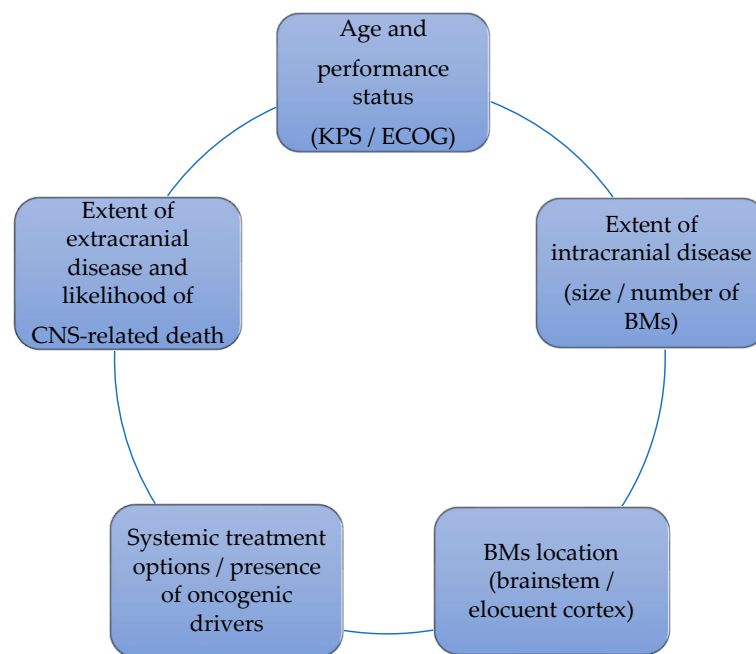 Age and
performance
status
(KPS / ECOG)
Extent of
intracranial disease
(size / number of
BMs)
BMs location
(brainstem /
elocuent cortex)
Systemic treatment
options / presence
of oncogenic
drivers
Extent of
extracranial
disease and
likelihood of
CNS-related death